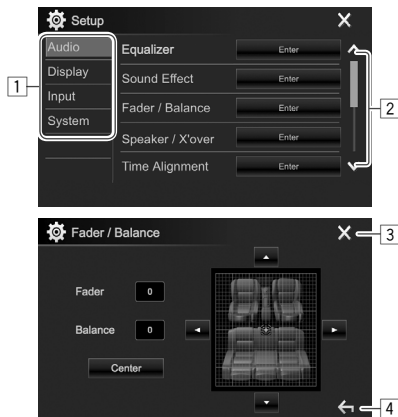 Setup
Audio
Display
Input
System
Equalizer Enter
Sound Effect Enter
Fader / Balance Enter
Speaker / X'over Enter
Time Alignment Enter
1
2
Fader / Balance
3
Fader 0
Balance 0
Center
4